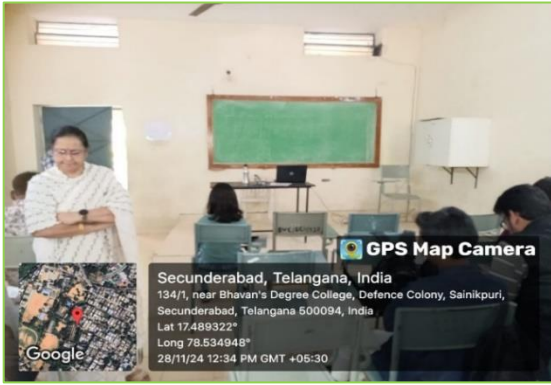 GPS Map Camera
Secunderabad, Telangana, India
134/1, near Bhavan's Degree College, Defence Colony, Sainikpuri,
Secunderabad, Telangana 500094, India
Lat 17.489322°
Long 78.534948°
28/11/24 12:34 PM GMT +05:30
Google